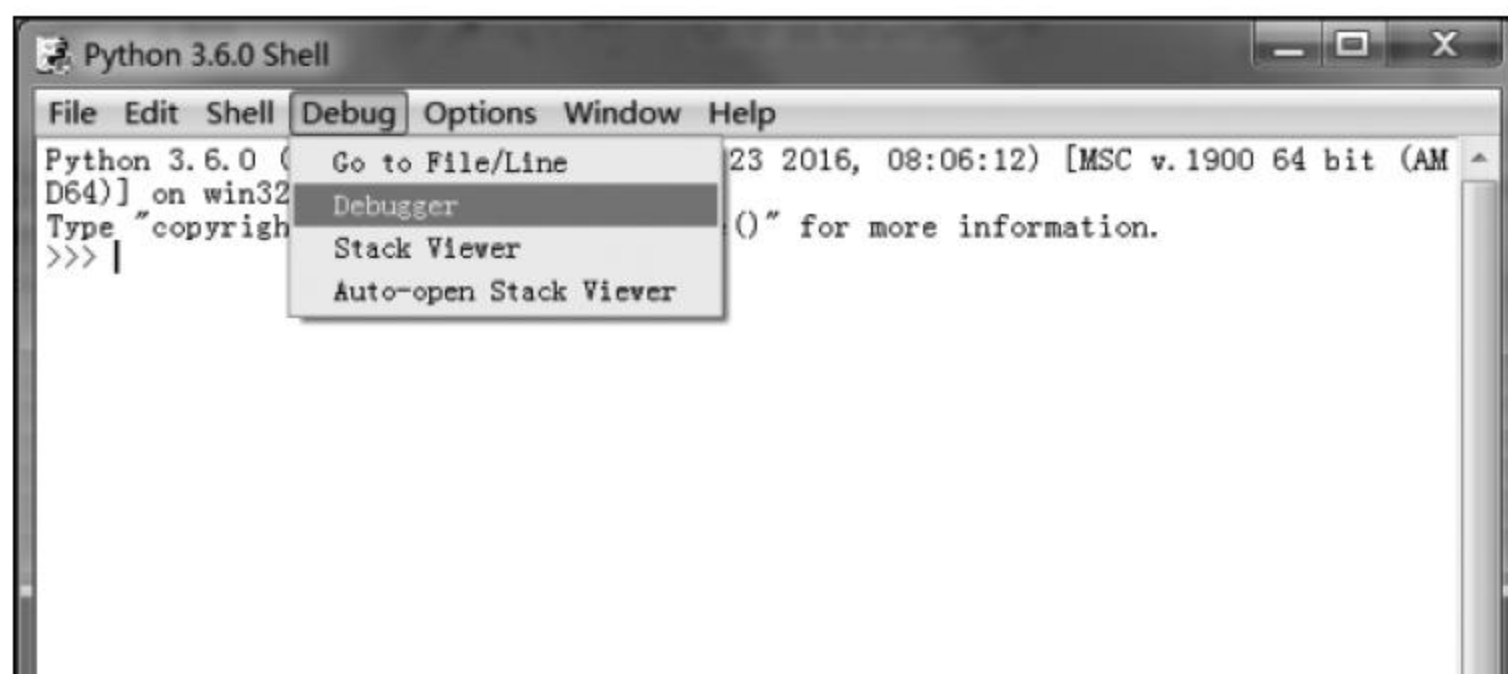 Python 3.6.0 Shell
File Edit Shell Debug Options Window Help
Python 3.6.0 ( 23 2016, 08:06:12) [MSC v.1900 64 bit (AM
D64)] on win32
Type "copyrigh ()" for more information.
>>>
Go to File/Line
Debugger
Stack Viewer
Auto-open Stack Viewer